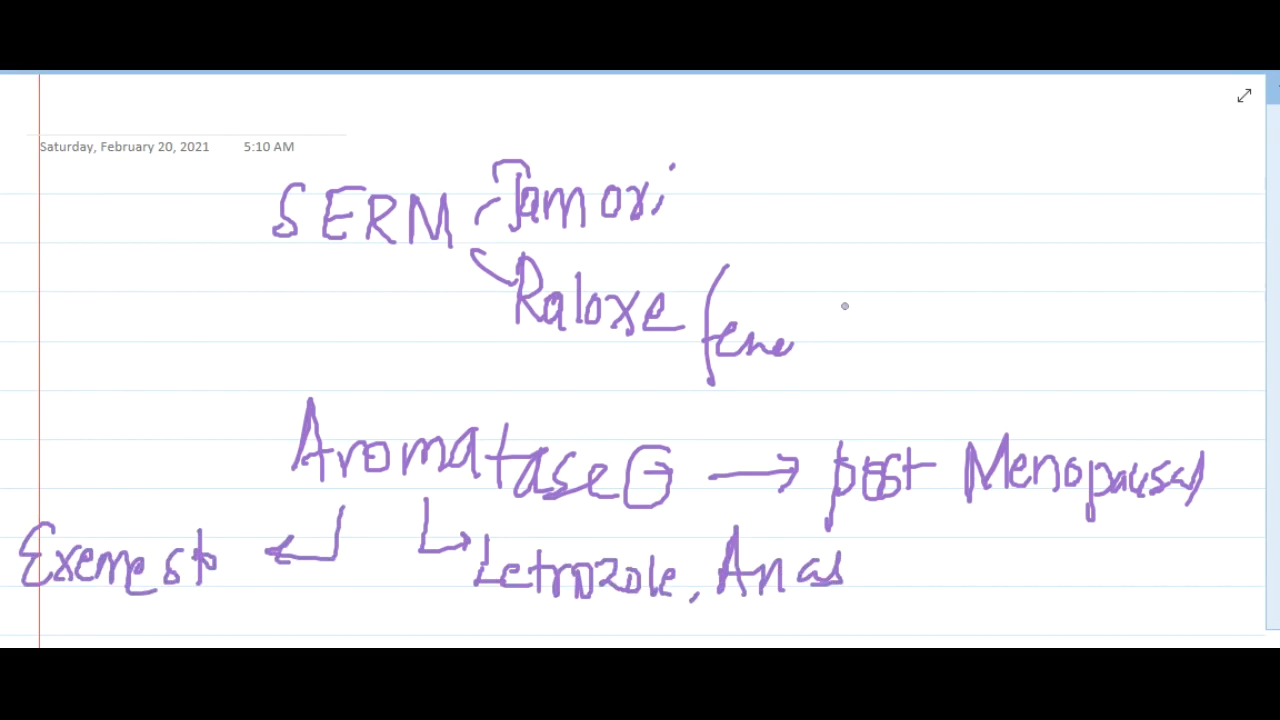 Saturday, February 20, 2021 5:10 AM
SERM Tamoxi
Raloxe
fene
Aromatase ⊖ → post Menopausal
Exemest ← → Letrozole, Anas